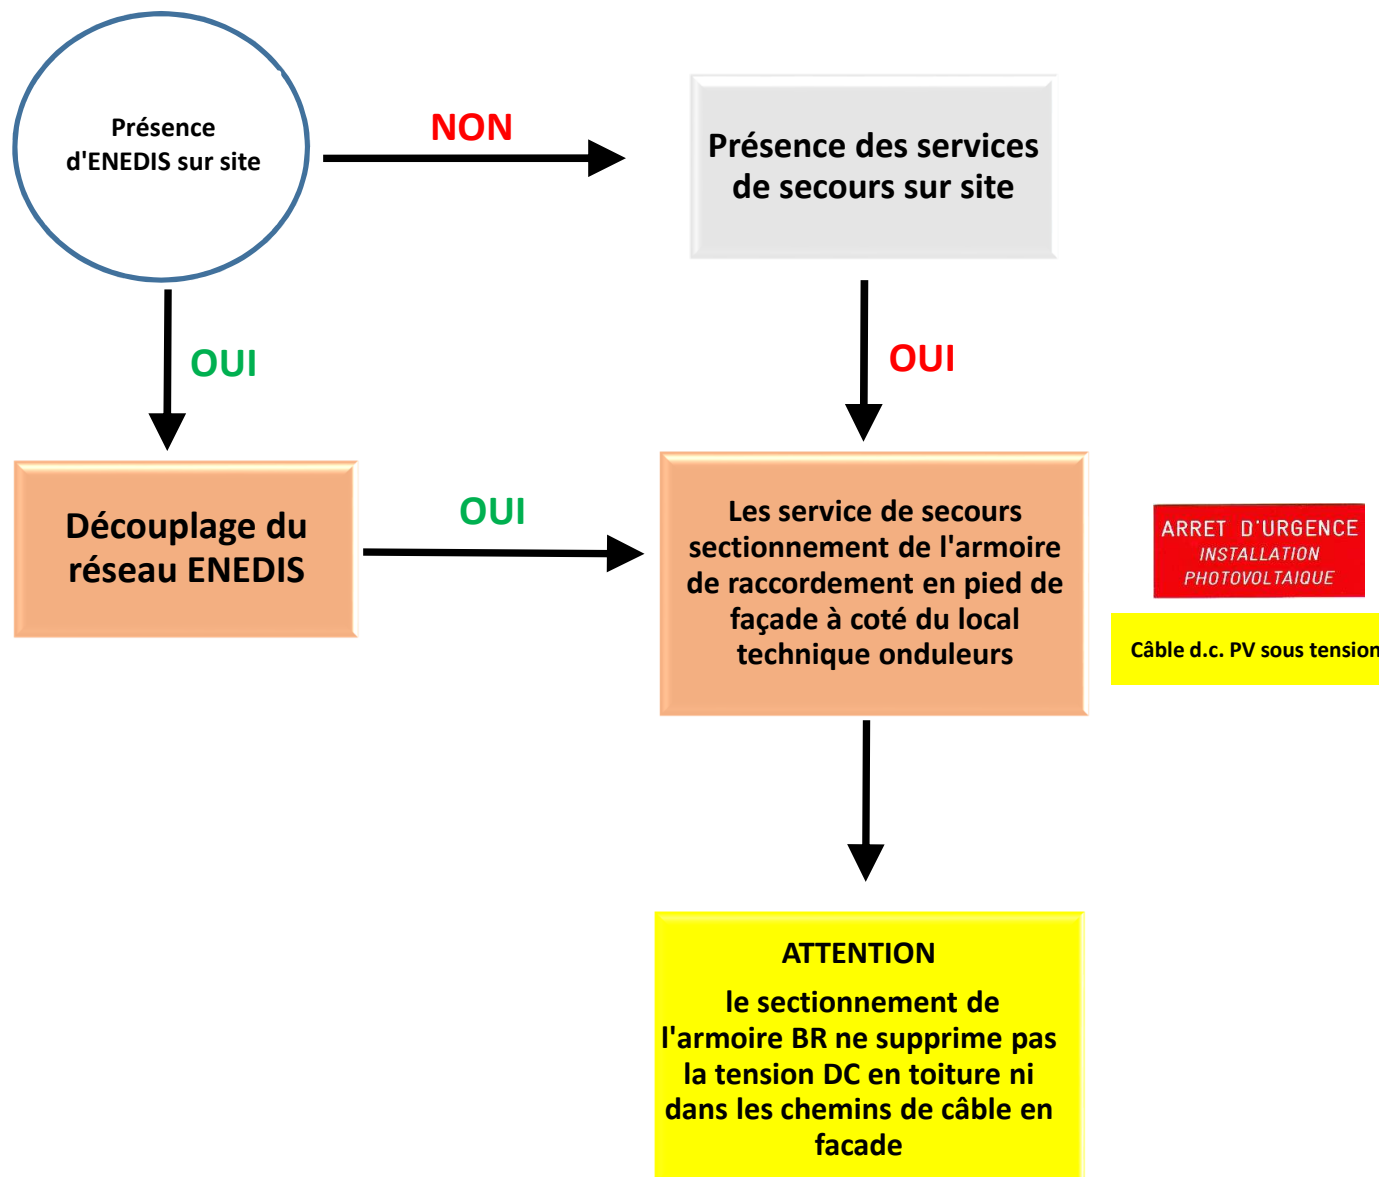 Présence
d'ENEDIS sur site
NON
Présence des services
de secours sur site
OUI
OUI
Découplage du
réseau ENEDIS
OUI
Les service de secours
sectionnement de l'armoire
de raccordement en pied de
façade à coté du local
technique onduleurs
ARRET D'URGENCE
INSTALLATION
PHOTOVOLTAIQUE
Câble d.c. PV sous tension
ATTENTION
le sectionnement de
l'armoire BR ne supprime pas
la tension DC en toiture ni
dans les chemins de câble en
facade